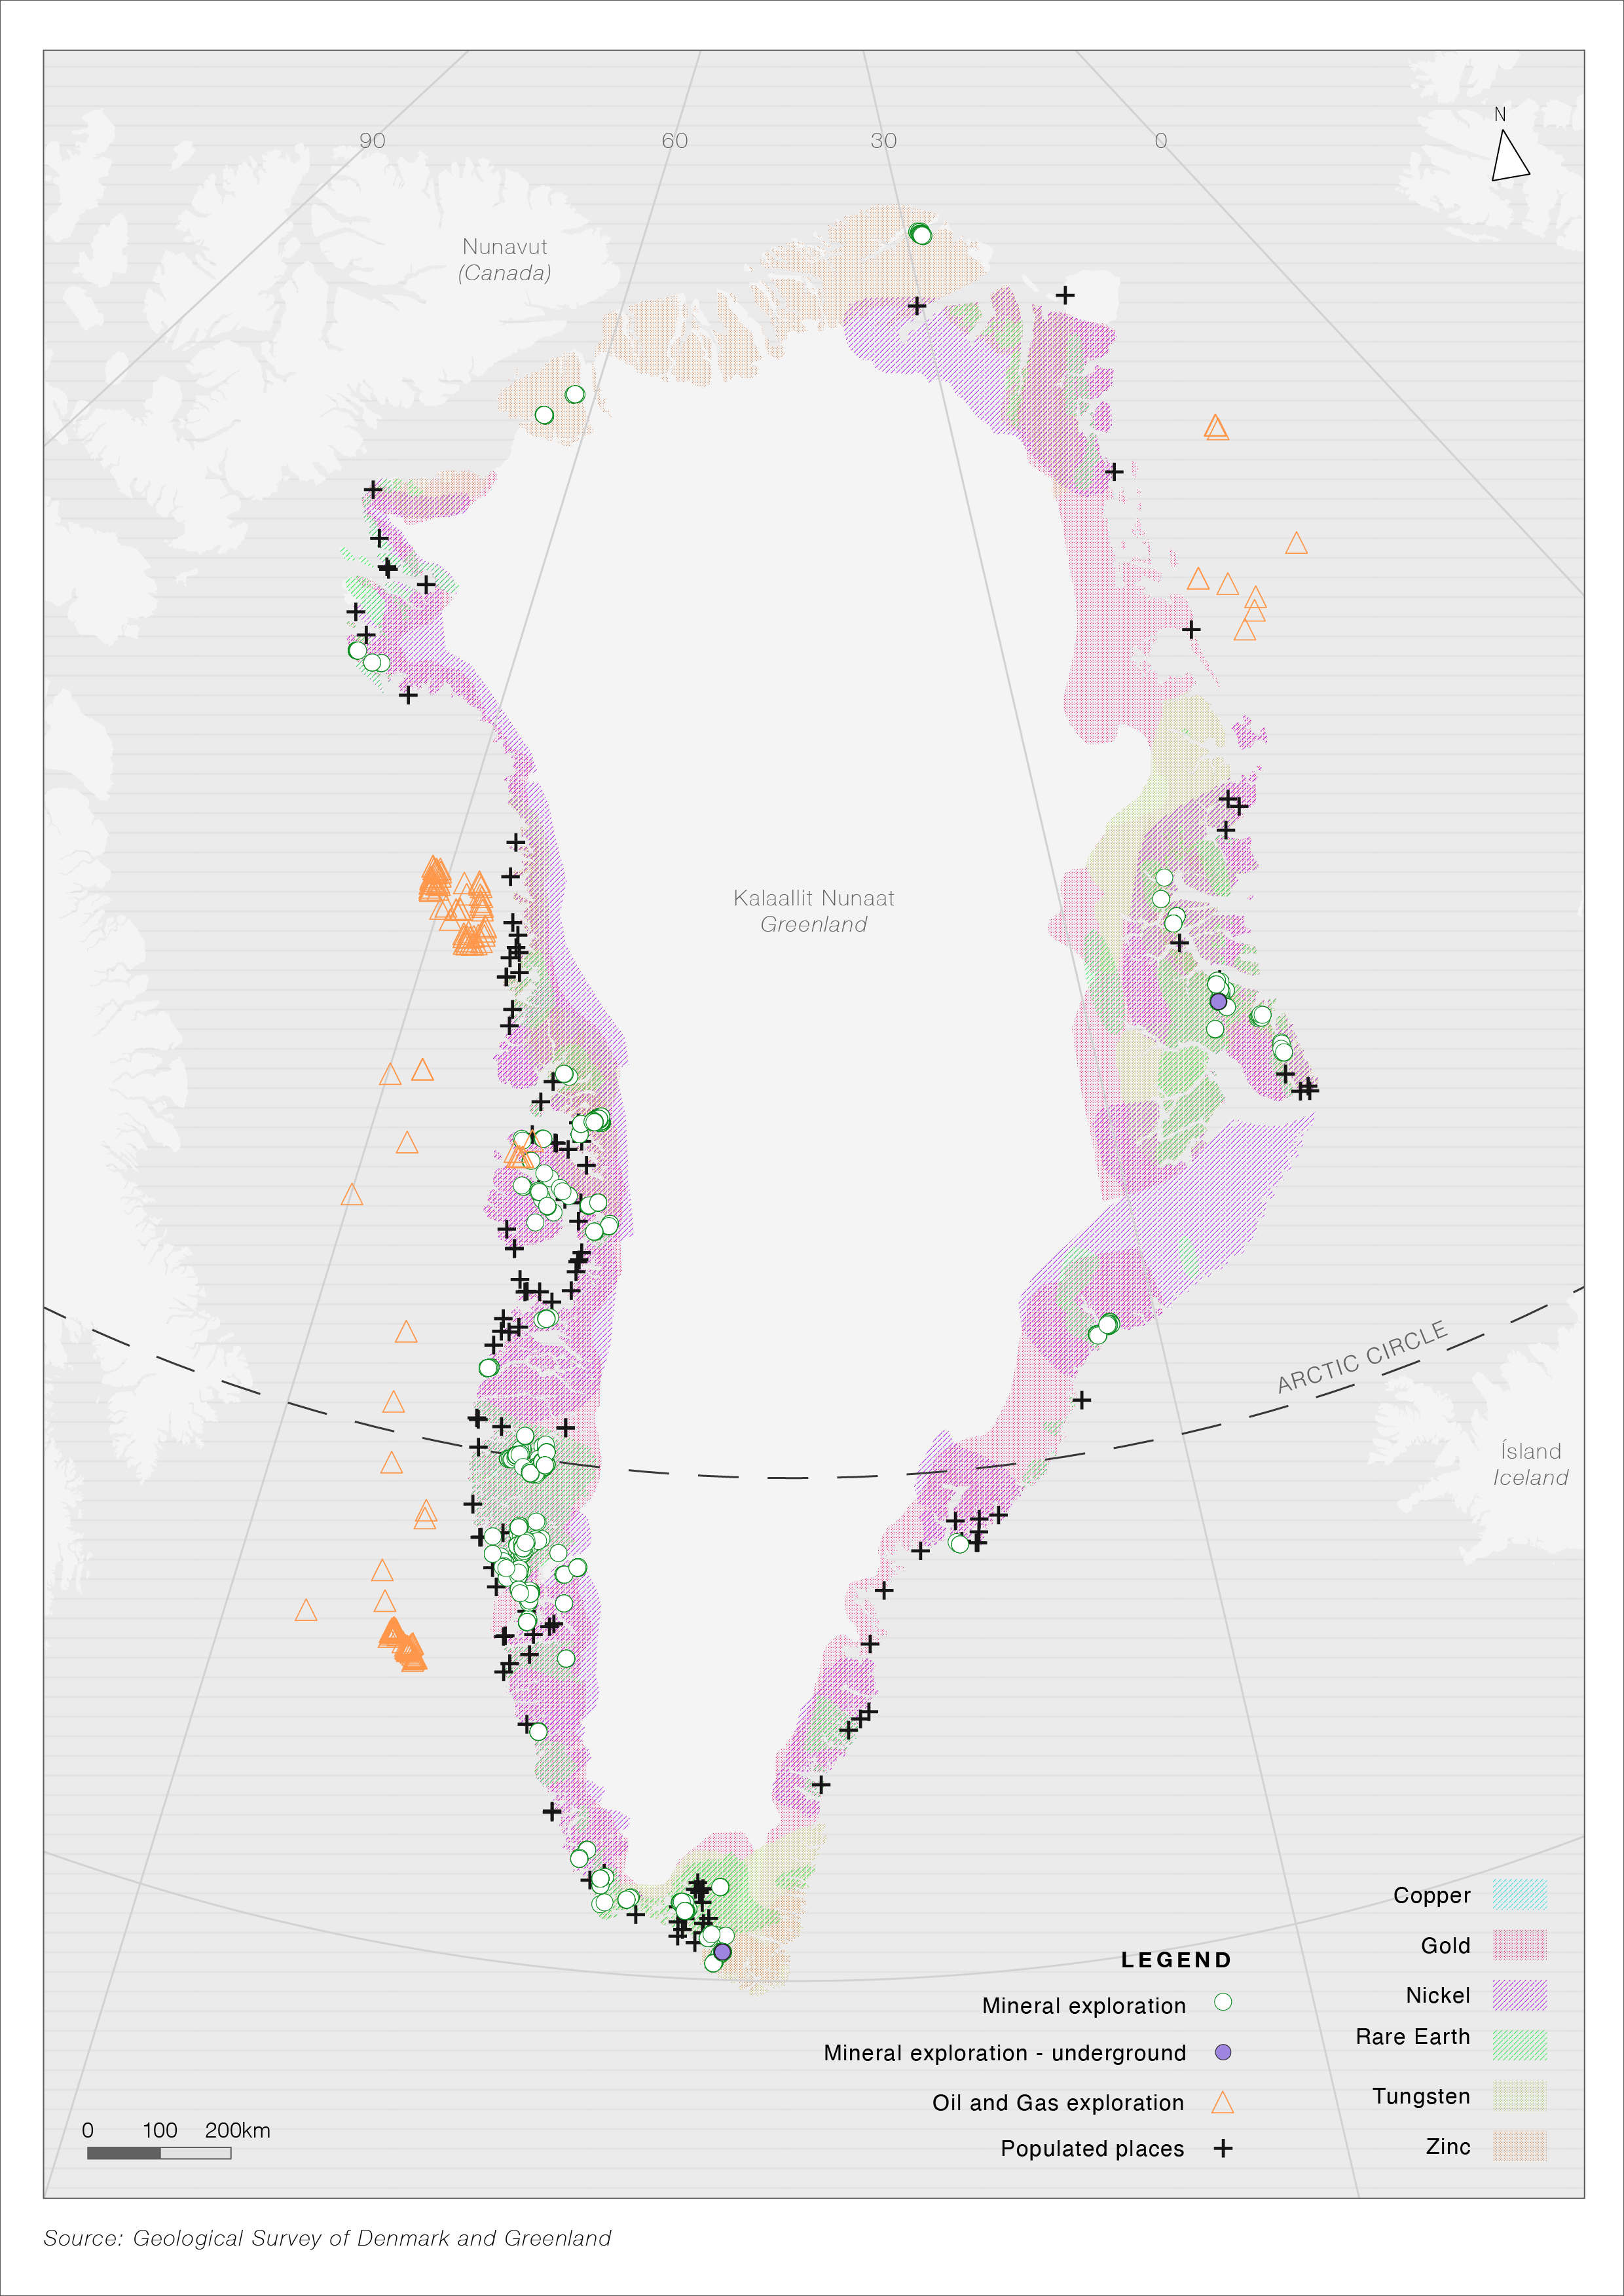 90
60
30
0
N
Nunavut
(Canada)
Kalaallit Nunaat
Greenland
ARCTIC CIRCLE
Ísland
Iceland
LEGEND
Mineral exploration
Mineral exploration - underground
Oil and Gas exploration
Populated places
Copper
Gold
Nickel
Rare Earth
Tungsten
Zinc
0 100 200km
Source: Geological Survey of Denmark and Greenland